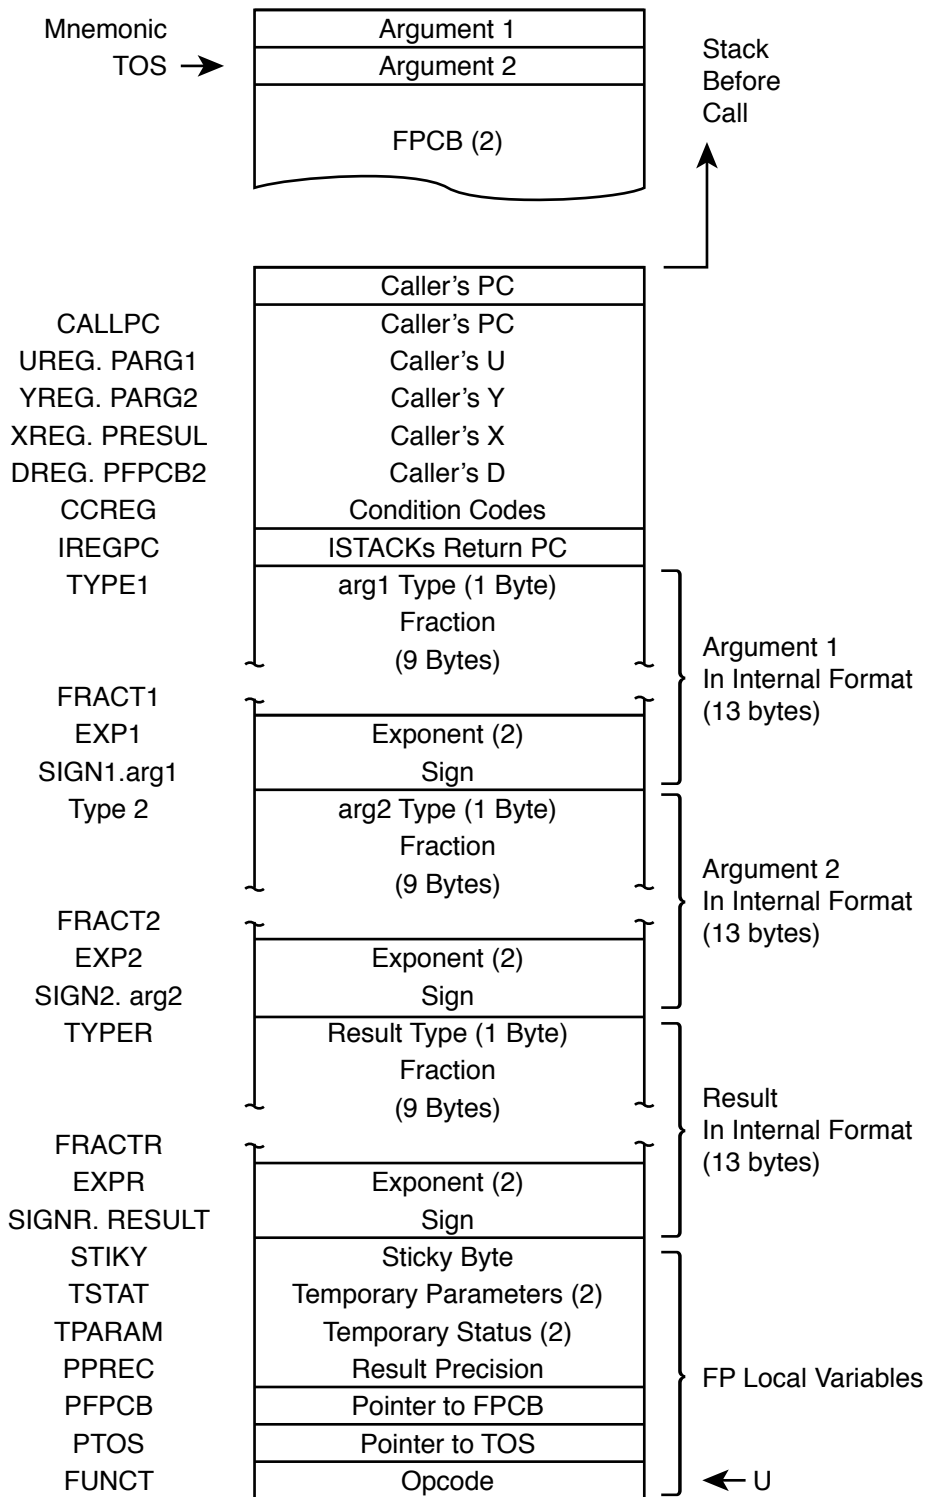 Mnemonic Argument 1
TOS Argument 2
Stack
Before
Call
FPCB (2)
Caller's PC
CALLPC Caller's PC
UREG. PARG1 Caller's U
YREG. PARG2 Caller's Y
XREG. PRESUL Caller's X
DREG. PFPCB2 Caller's D
CCREG Condition Codes
IREGPC ISTACKs Return PC
TYPE1 arg1 Type (1 Byte)
Fraction
(9 Bytes)
Argument 1
In Internal Format
(13 bytes)
FRACT1
EXP1 Exponent (2)
SIGN1.arg1 Sign
Type 2 arg2 Type (1 Byte)
Fraction
(9 Bytes)
Argument 2
In Internal Format
(13 bytes)
FRACT2
EXP2 Exponent (2)
SIGN2. arg2 Sign
TYPER Result Type (1 Byte)
Fraction
(9 Bytes)
Result
In Internal Format
(13 bytes)
FRACTR
EXPR Exponent (2)
SIGNR. RESULT Sign
STIKY Sticky Byte
TSTAT Temporary Parameters (2)
TPARAM Temporary Status (2)
PPREC Result Precision
FP Local Variables
PFPCB Pointer to FPCB
PTOS Pointer to TOS
FUNCT Opcode U